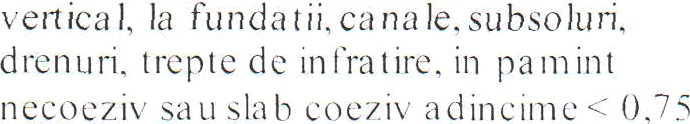 vertical, la fundatii, canale, subsoluri,
drenuri, trepte de infratire, in pamint
necoeziv sau slab coeziv adincime < 0,75